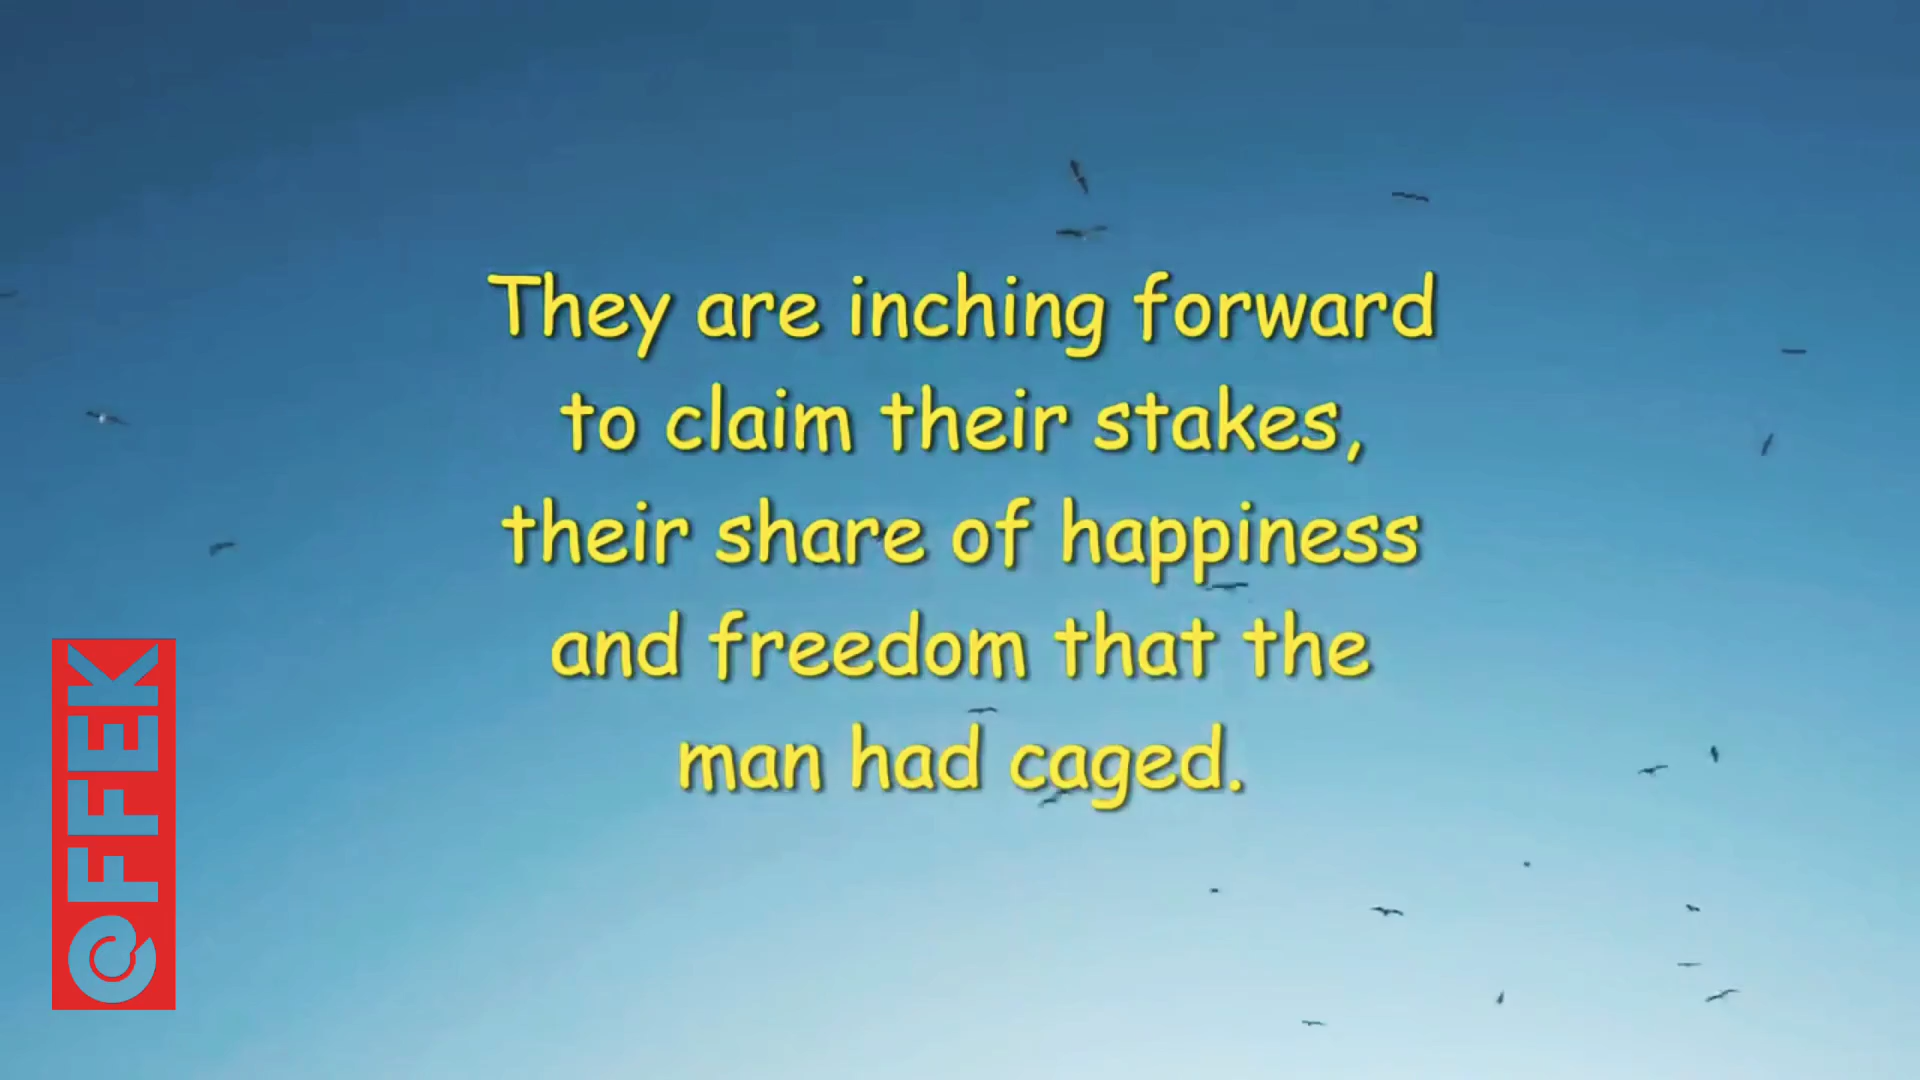 They are inching forward
to claim their stakes,
their share of happiness
and freedom that the
man had caged.
OFFEK